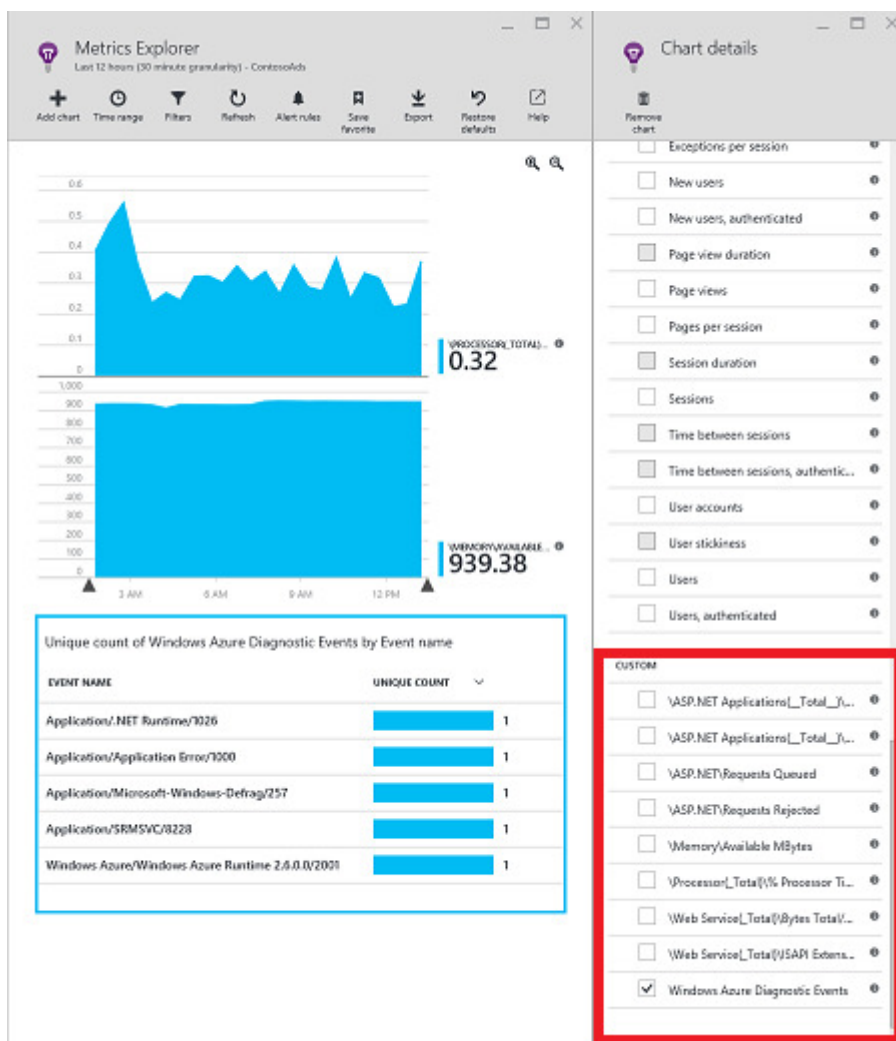 Metrics Explorer
Last 12 hours (30 minute granularity) - ContosoAds
Add chart
Time range
Filters
Refresh
Alert rules
Save favorite
Export
Restore defaults
Help
0.6
0.5
0.4
0.3
0.2
0.1
0
\PROCESSOR(_TOTAL)...
0.32
1,000
900
800
700
600
500
400
300
200
100
0
\MEMORY\AVAILABLE...
939.38
3 AM
6 AM
9 AM
12 PM
Unique count of Windows Azure Diagnostic Events by Event name
EVENT NAME UNIQUE COUNT
Application/.NET Runtime/1026 1
Application/Application Error/1000 1
Application/Microsoft-Windows-Defrag/257 1
Application/SRMSVC/8228 1
Windows Azure/Windows Azure Runtime 2.6.0.0/2001 1
Chart details
Remove chart
Exceptions per session
New users
New users, authenticated
Page view duration
Page views
Pages per session
Session duration
Sessions
Time between sessions
Time between sessions, authentic...
User accounts
User stickiness
Users
Users, authenticated
CUSTOM
\ASP.NET Applications(__Total__)\...
\ASP.NET Applications(__Total__)\...
\ASP.NET\Requests Queued
\ASP.NET\Requests Rejected
\Memory\Available MBytes
\Processor(_Total)\% Processor Ti...
\Web Service(_Total)\Bytes Total/...
\Web Service(_Total)\ISAPI Extens...
Windows Azure Diagnostic Events